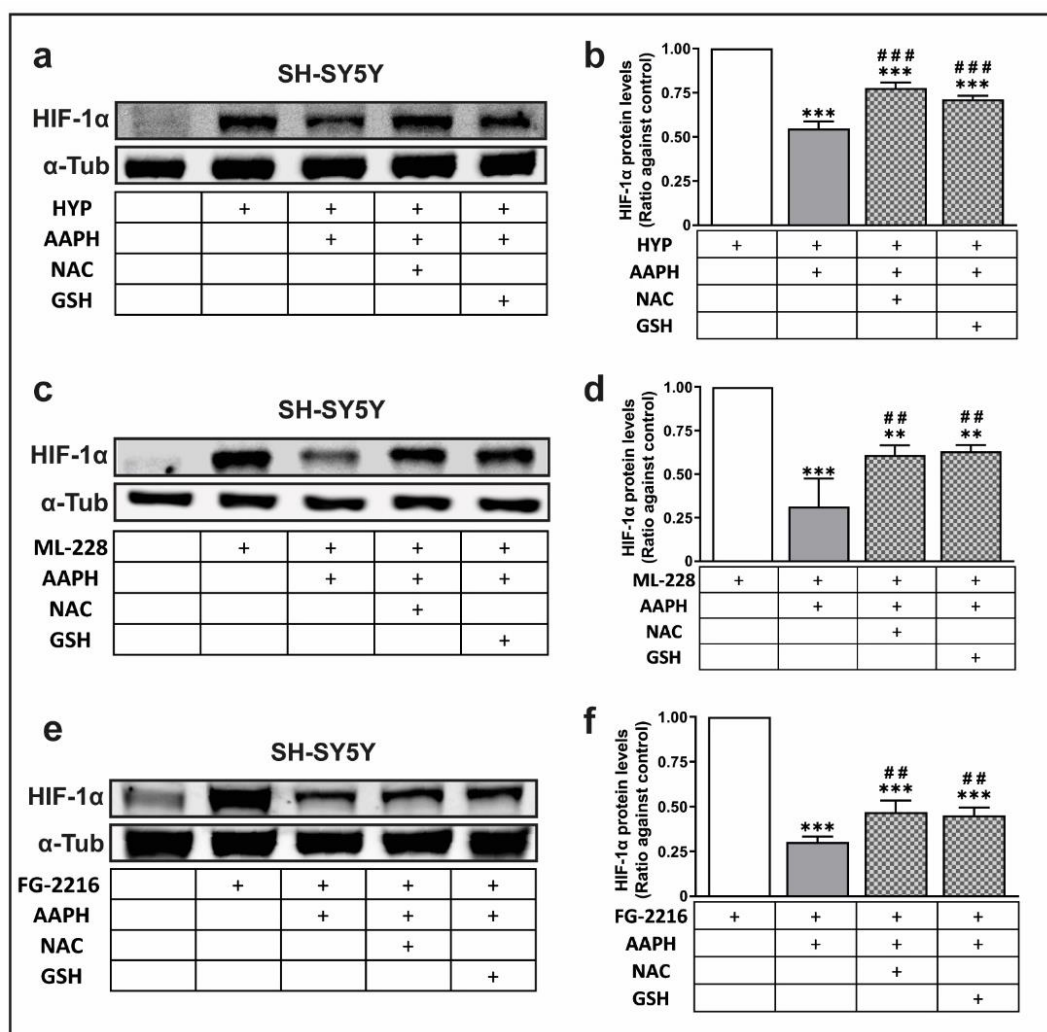 a
SH-SY5Y
HIF-1α
α-Tub
HYP + + + +
AAPH + + +
NAC +
GSH +
b
HIF-1α protein levels
(Ratio against control)
1.00
0.75
0.50
0.25
0
***
###
***
###
***
HYP + + + +
AAPH + + +
NAC +
GSH +
c
SH-SY5Y
HIF-1α
α-Tub
ML-228 + + + +
AAPH + + +
NAC +
GSH +
d
HIF-1α protein levels
(Ratio against control)
1.00
0.75
0.50
0.25
0
***
##
**
##
**
ML-228 + + + +
AAPH + + +
NAC +
GSH +
e
SH-SY5Y
HIF-1α
α-Tub
FG-2216 + + + +
AAPH + + +
NAC +
GSH +
f
HIF-1α protein levels
(Ratio against control)
1.00
0.75
0.50
0.25
0
***
##
***
##
***
FG-2216 + + + +
AAPH + + +
NAC +
GSH +